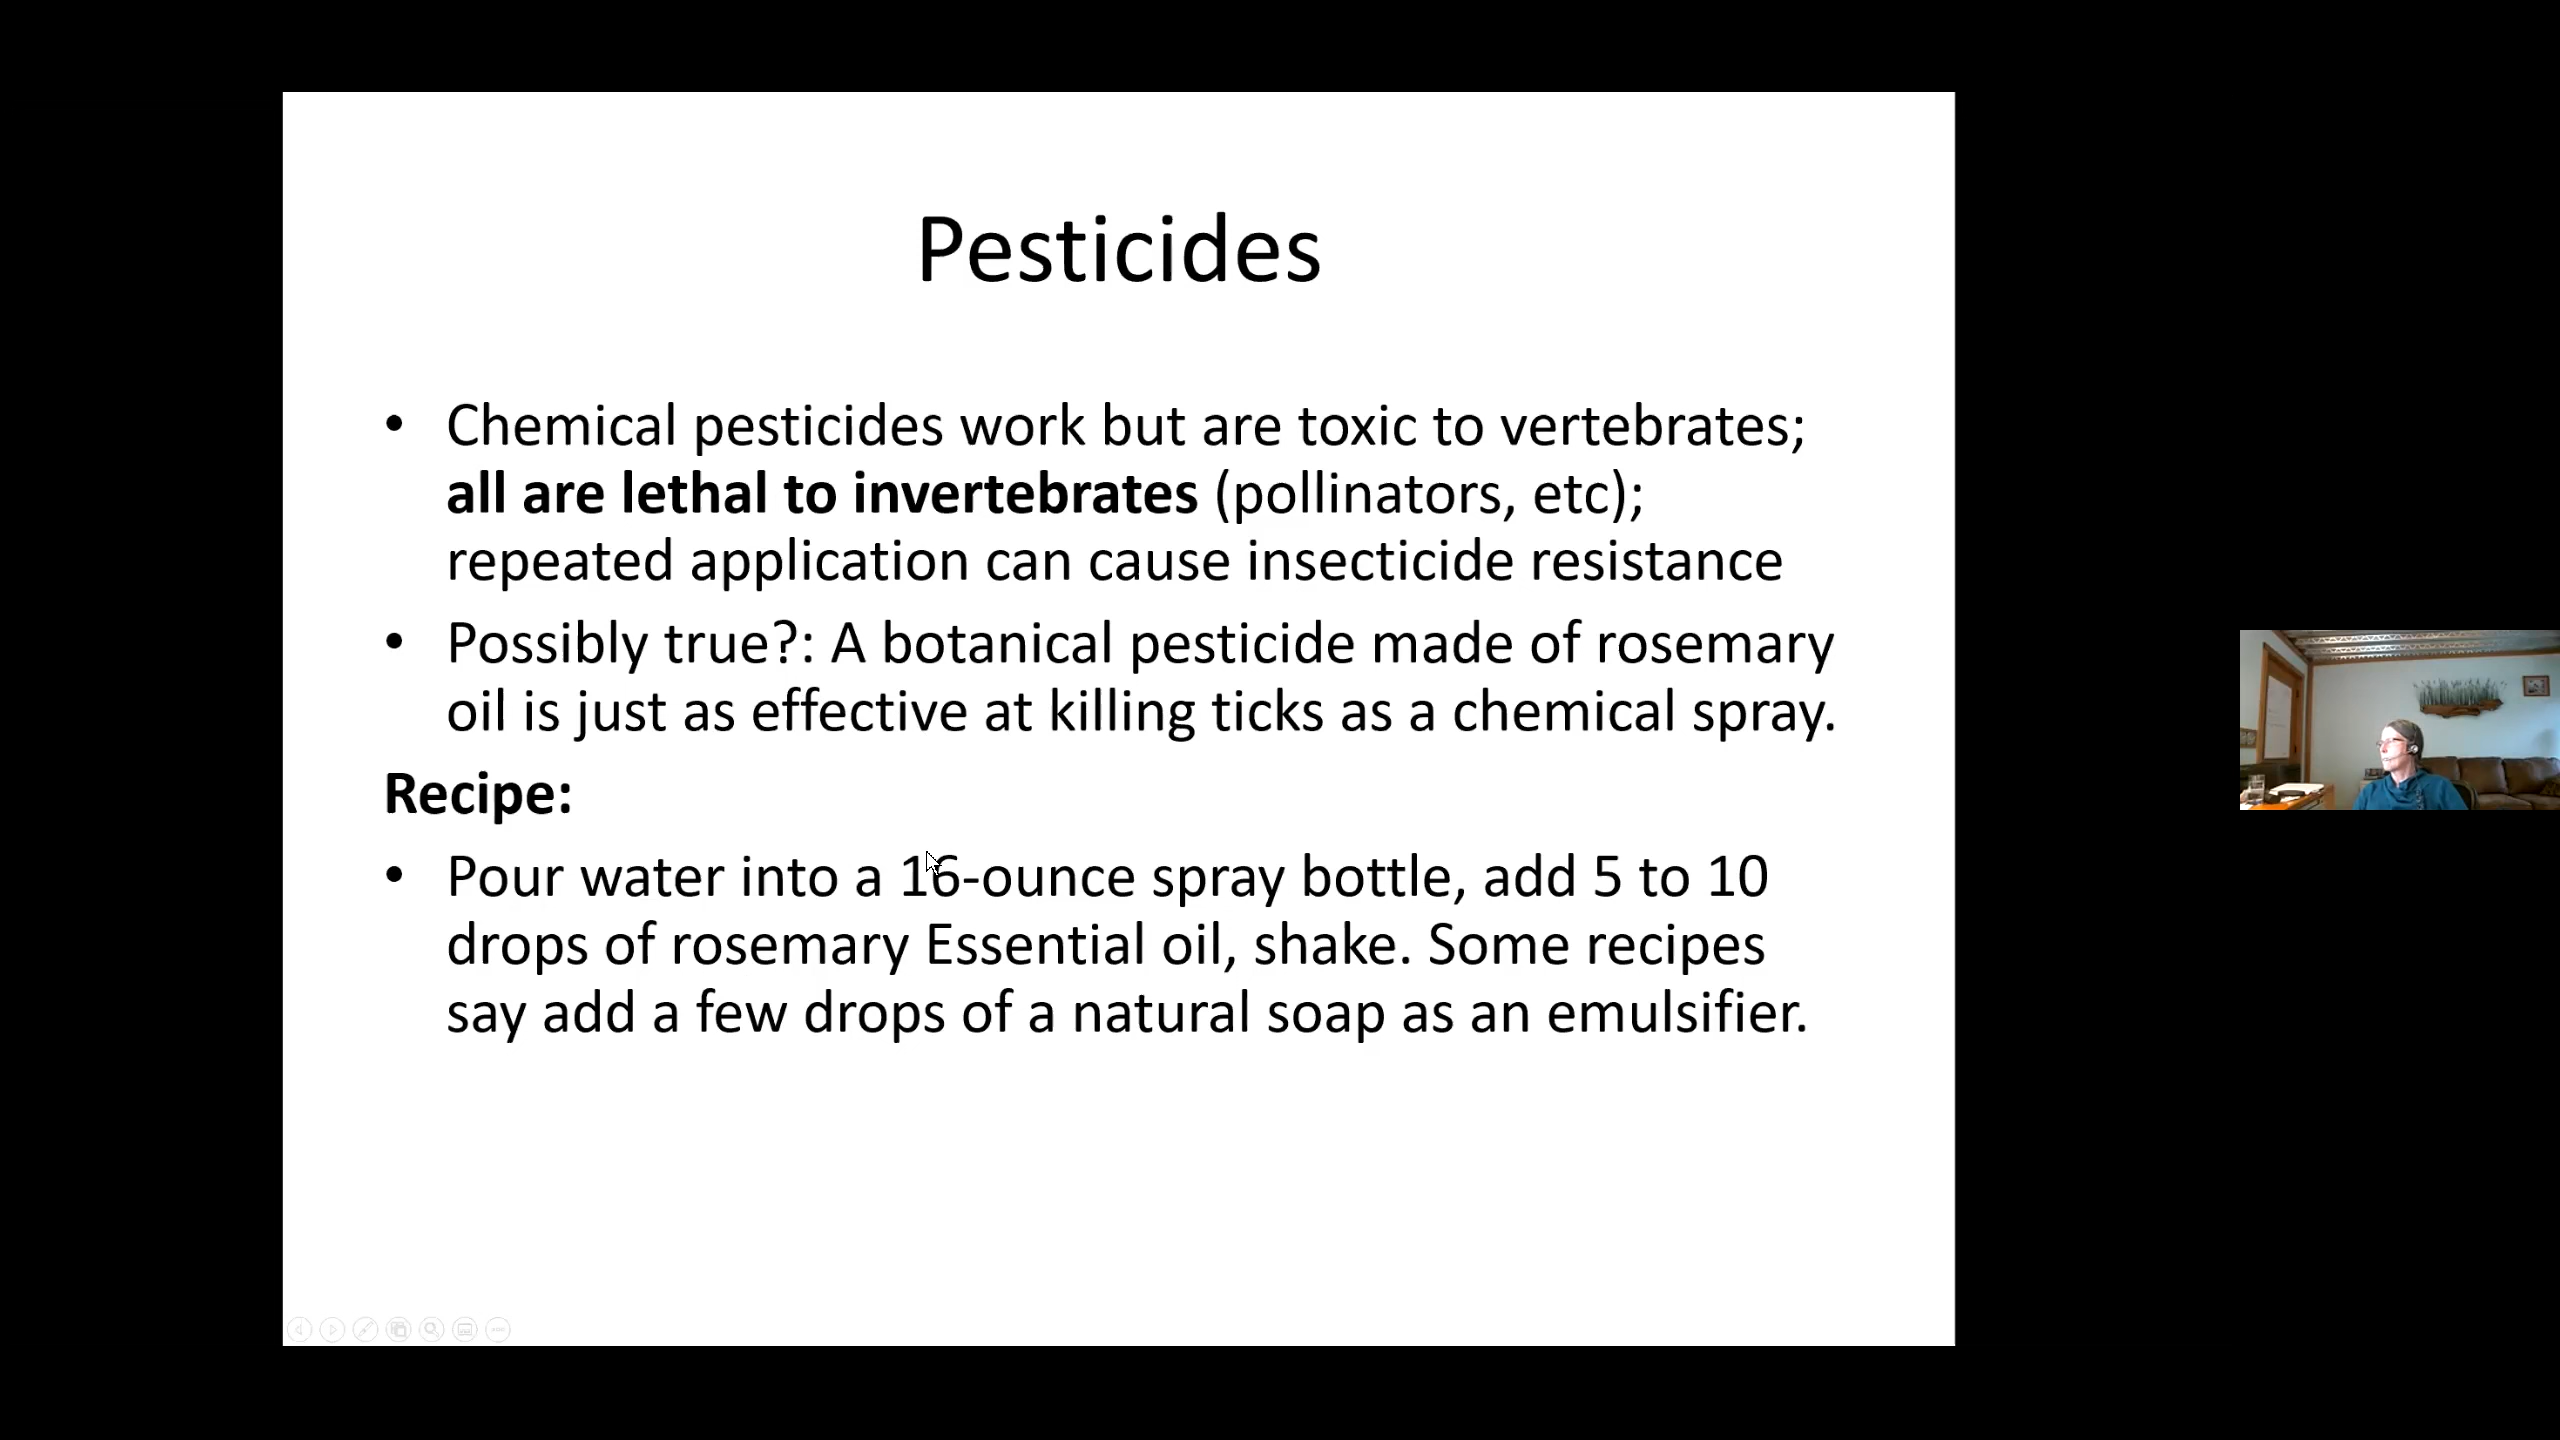 Pesticides
• Chemical pesticides work but are toxic to vertebrates;
all are lethal to invertebrates (pollinators, etc);
repeated application can cause insecticide resistance
• Possibly true?: A botanical pesticide made of rosemary
oil is just as effective at killing ticks as a chemical spray.
Recipe:
• Pour water into a 16-ounce spray bottle, add 5 to 10
drops of rosemary Essential oil, shake. Some recipes
say add a few drops of a natural soap as an emulsifier.